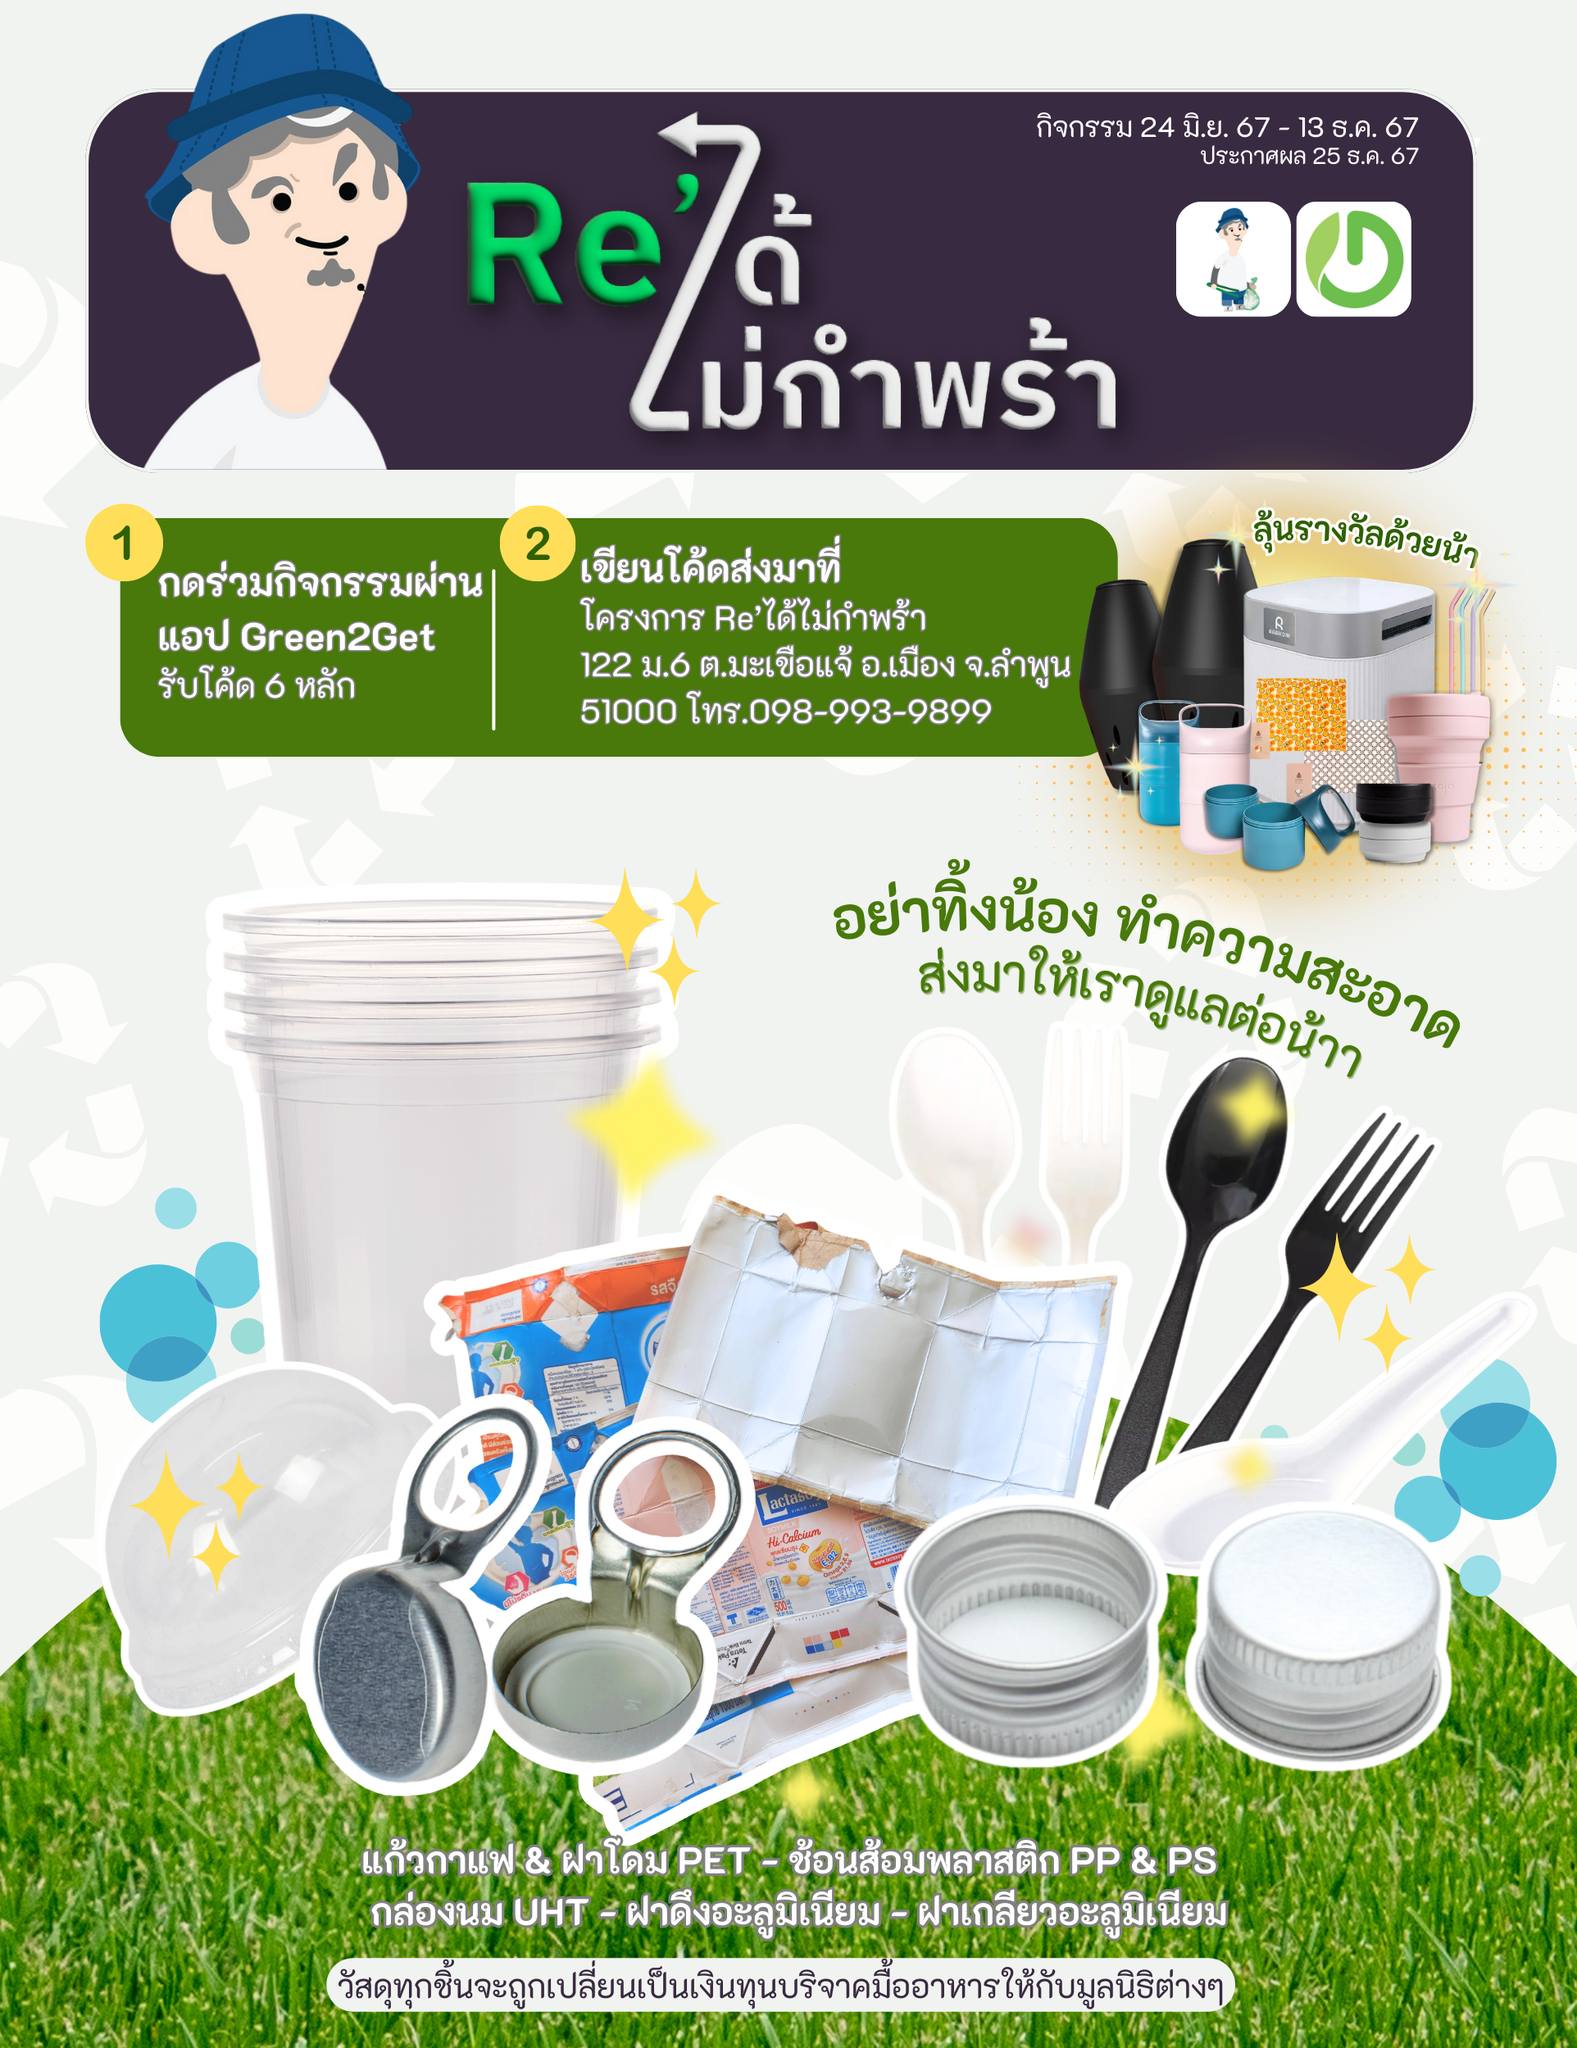 กิจกรรม 24 มิ.ย. 67 - 13 ธ.ค. 67
ประกาศผล 25 ธ.ค. 67
Re'ได้
ไม่กำพร้า
1
กดร่วมกิจกรรมผ่าน
แอป Green2Get
รับโค้ด 6 หลัก
2
เขียนโค้ดส่งมาที่
โครงการ Re'ได้ไม่กำพร้า
122 ม.6 ต.มะเขือแจ้ อ.เมือง จ.ลำพูน
51000 โทร.098-993-9899
ลุ้นรางวัลด้วยน้า
อย่าทิ้งน้อง ทำความสะอาด
ส่งมาให้เราดูแลต่อน้าา
รสจื
Lactaso
Hi-Calcium
แก้วกาแฟ & ฝาโดม PET - ช้อนส้อมพลาสติก PP & PS
กล่องนม UHT - ฝาดึงอะลูมิเนียม - ฝาเกลียวอะลูมิเนียม
วัสดุทุกชิ้นจะถูกเปลี่ยนเป็นเงินทุนบริจาคมื้ออาหารให้กับมูลนิธิต่างๆ